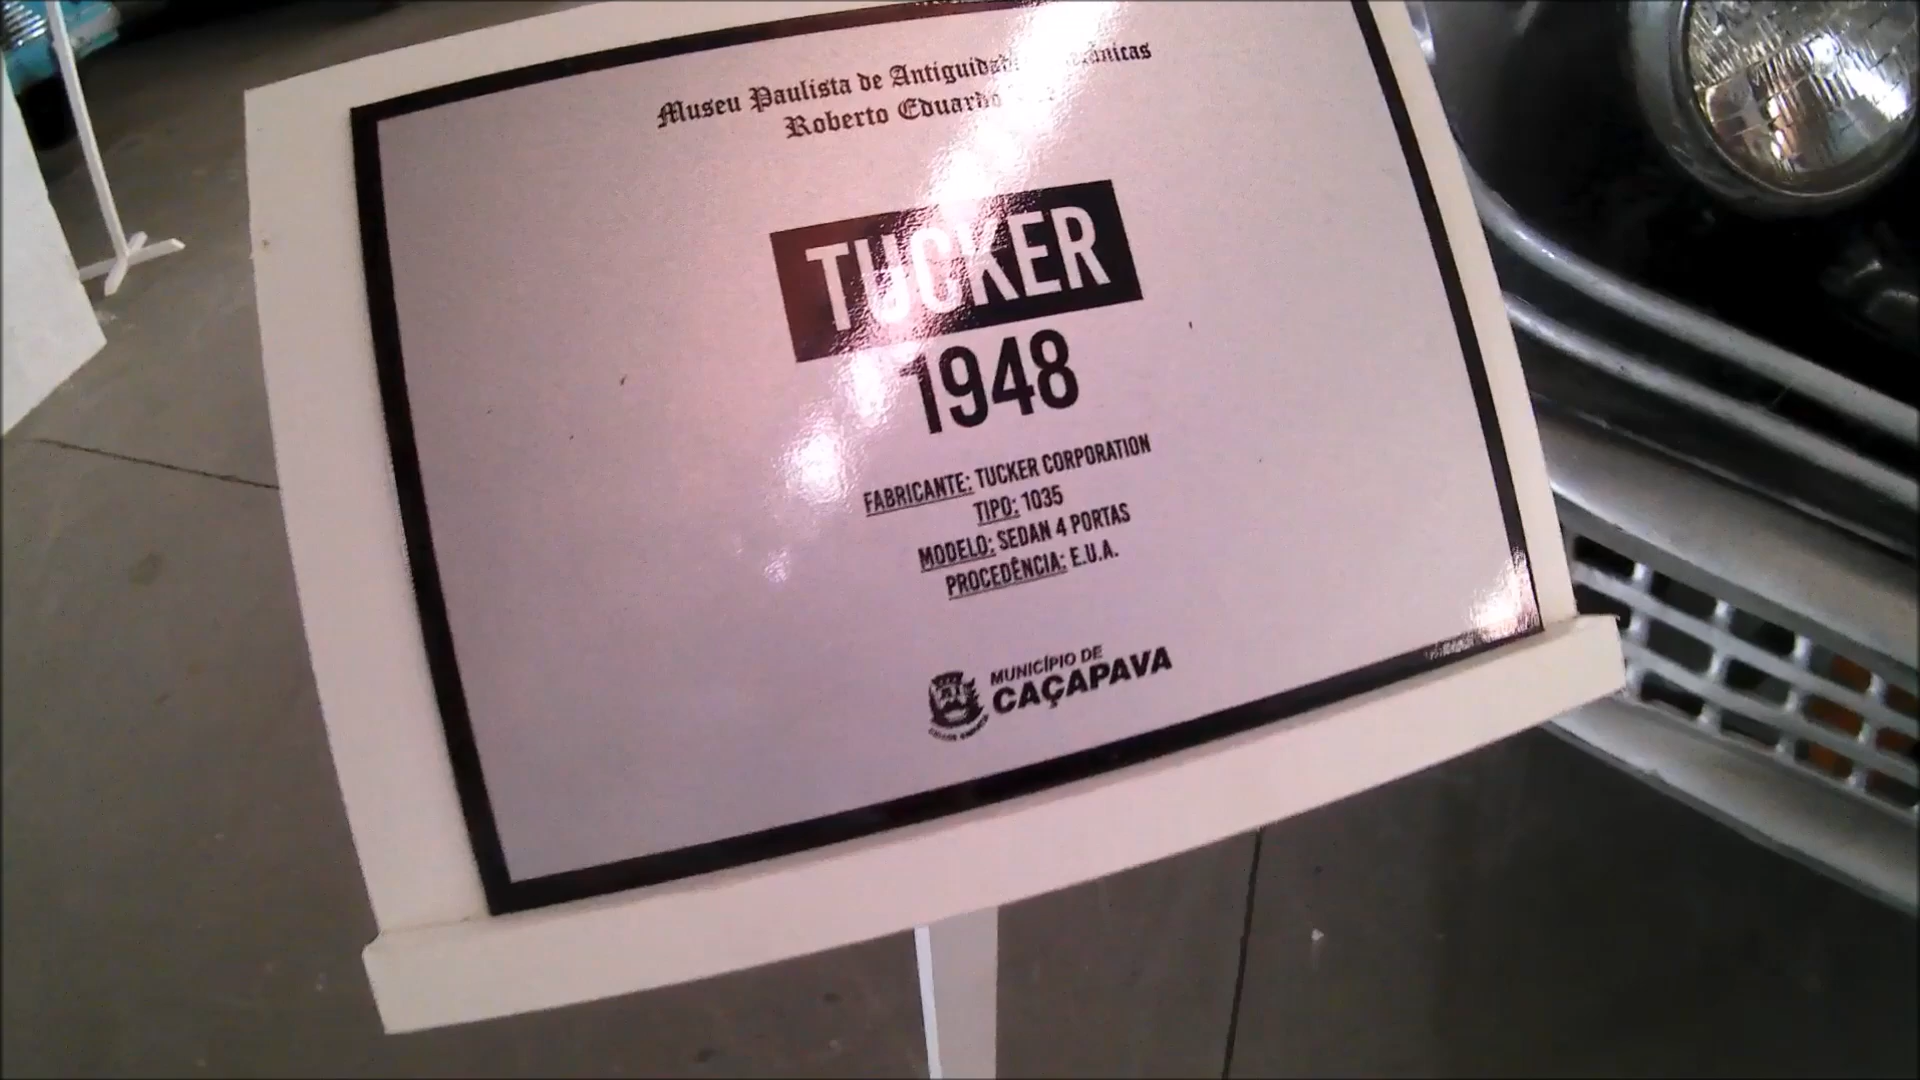 Museu Paulista de
Roberto Eduardo
TUCKER
1948
FABRICANTE: TUCKER CORPORATION
TIPO: 1035
MODELO: SEDAN 4 PORTAS
PROCEDÊNCIA: E.U.A.
MUNICÍPIO DE
CAÇAPAVA